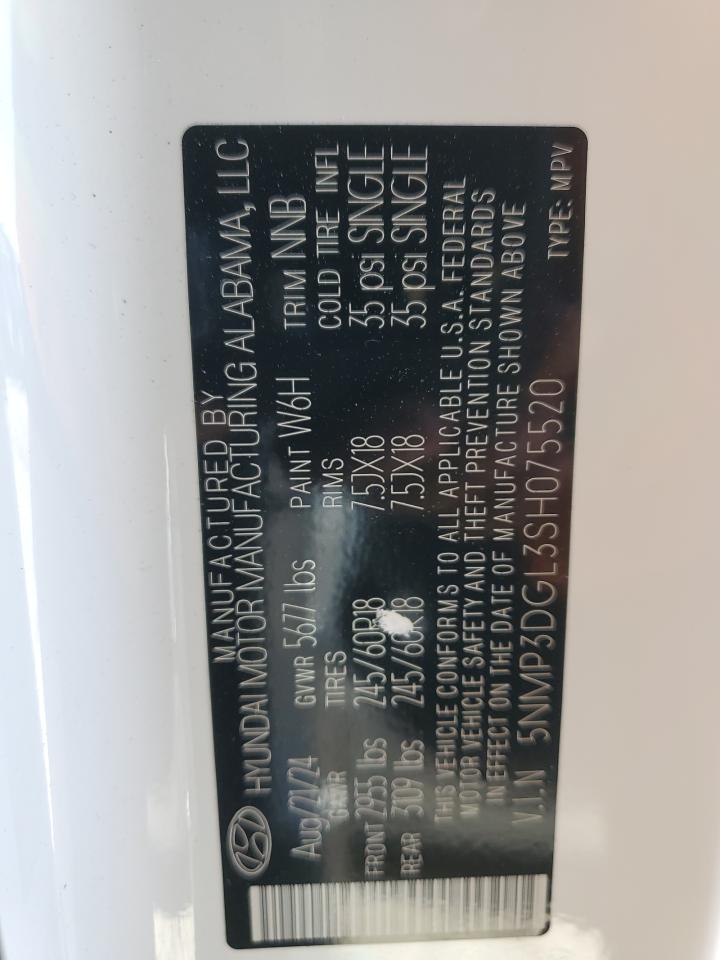 MANUFACTURED BY
HYUNDAI MOTOR MANUFACTURING ALABAMA, LLC
Aug/21/24 GVWR 5677 lbs PAINT W6H TRIM NNB
GAWR TIRES RIMS COLD TIRE INFL
FRONT 2955 lbs 245/60R18 7.5JX18 35 psi SINGLE
REAR 3109 lbs 245/60R18 7.5JX18 35 psi SINGLE
THIS VEHICLE CONFORMS TO ALL APPLICABLE U.S.A. FEDERAL
MOTOR VEHICLE SAFETY AND THEFT PREVENTION STANDARDS
IN EFFECT ON THE DATE OF MANUFACTURE SHOWN ABOVE
V.I.N 5NMP3DGL3SH075520 TYPE: MPV